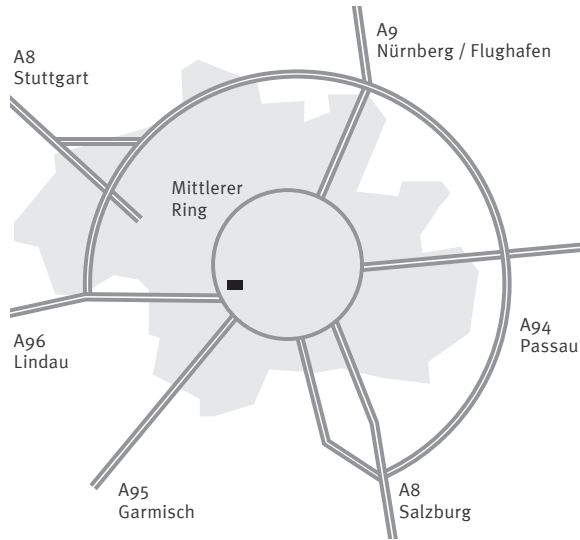 A9
Nürnberg / Flughafen
A8
Stuttgart
Mittlerer
Ring
A94
Passau
A96
Lindau
A95
Garmisch
A8
Salzburg